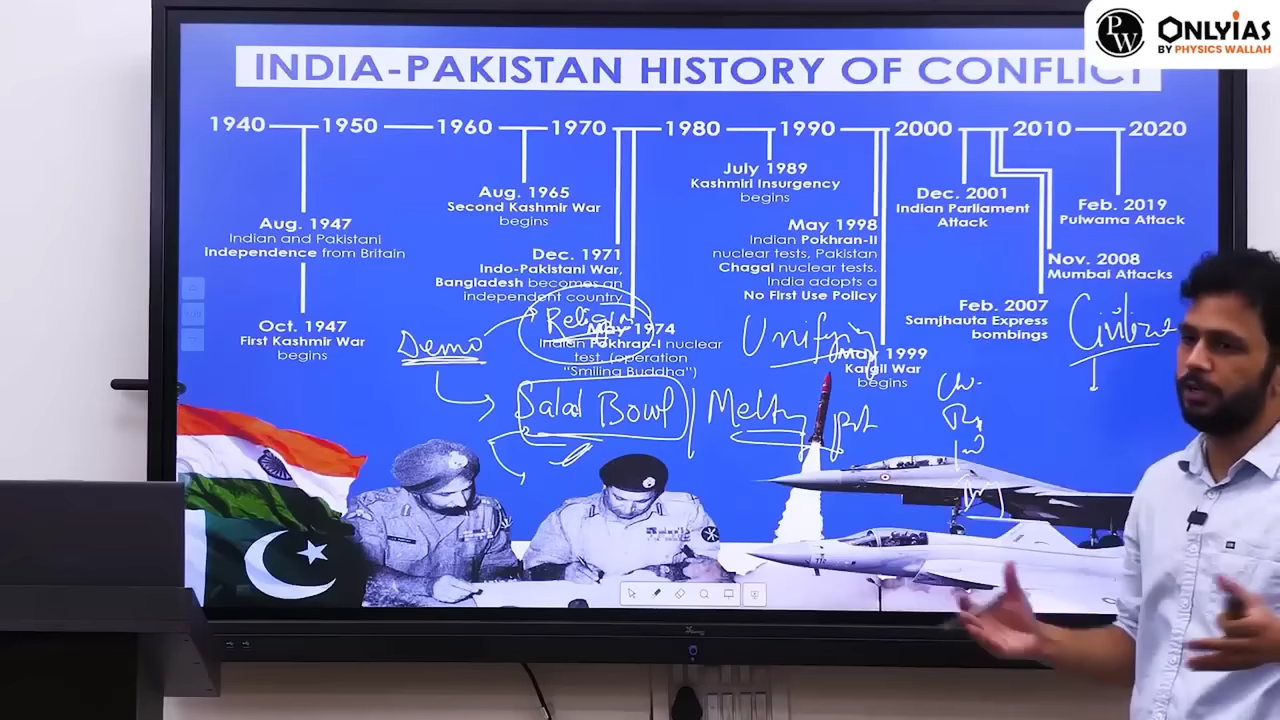 PW
ONLYIAS
BY PHYSICS WALLAH
INDIA-PAKISTAN HISTORY OF CONFLICT
1940 1950 1960 1970 1980 1990 2000 2010 2020
Aug. 1947
Indian and Pakistani
independence from Britain
Oct. 1947
First Kashmir War
begins
Aug. 1965
Second Kashmir War
begins
Dec. 1971
Indo-Pakistani War,
Bangladesh becomes an
independent country
May 1974
Indian Pokhran-I nuclear
test, (operation
"Smiling Buddha")
July 1989
Kashmiri Insurgency
begins
May 1998
Indian Pokhran-II
nuclear tests, Pakistan
Chagai nuclear tests.
India adopts a
No First Use Policy
May 1999
Kargil War
begins
Dec. 2001
Indian Parliament
Attack
Feb. 2007
Samjhauta Express
bombings
Nov. 2008
Mumbai Attacks
Feb. 2019
Pulwama Attack
Demo
Religion
Salad Bowl
Unifying